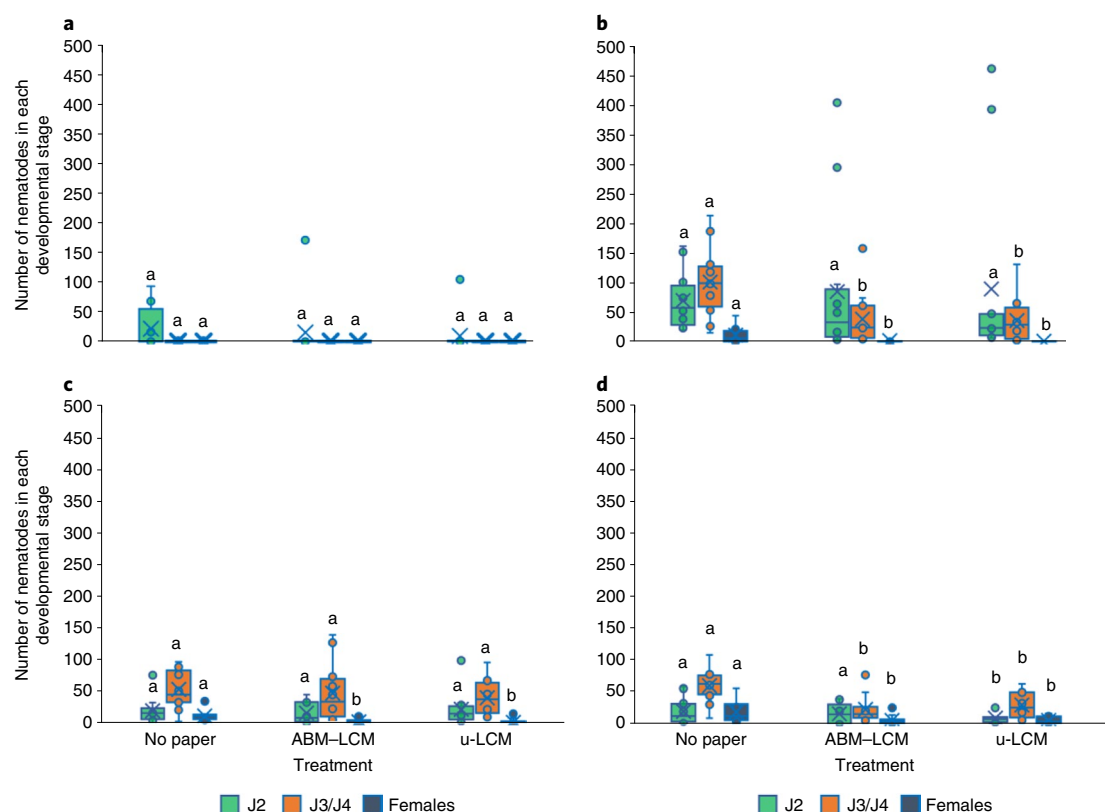 a
Number of nematodes in each
developmental stage
500
450
400
350
300
250
200
150
100
50
0
a
a a
a a a
a a a
b
500
450
400
350
300
250
200
150
100
50
0
a a a
a b b
a b b
c
Number of nematodes in each
developmental stage
500
450
400
350
300
250
200
150
100
50
0
a a a
a a b
a a b
No paper ABM–LCM u-LCM
Treatment
J2 J3/J4 Females
d
500
450
400
350
300
250
200
150
100
50
0
a a a
a b b
b b b
No paper ABM–LCM u-LCM
Treatment
J2 J3/J4 Females